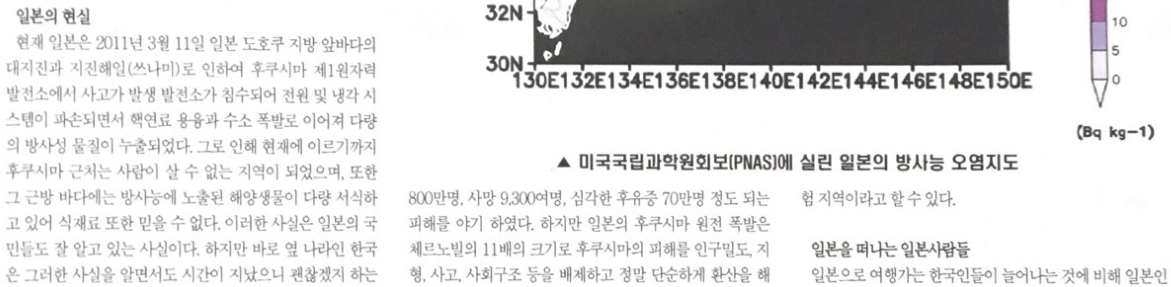 일본의 현실
현재 일본은 2011년 3월 11일 일본 도호쿠 지방 앞바다의
대지진과 지진해일(쓰나미)로 인하여 후쿠시마 제1원자력
발전소에서 사고가 발생 발전소가 침수되어 전원 및 냉각 시
스템이 파손되면서 핵연료 용융과 수소 폭발로 이어져 다량
의 방사성 물질이 누출되었다. 그로 인해 현재에 이르기까지
후쿠시마 근처는 사람이 살 수 없는 지역이 되었으며, 또한
그 근방 바다에는 방사능에 노출된 해양생물이 다량 서식하
고 있어 식재료 또한 믿을 수 없다. 이러한 사실은 일본의 국
민들도 잘 알고 있는 사실이다. 하지만 바로 옆 나라인 한국
은 그러한 사실을 알면서도 시간이 지났으니 괜찮겠지 하는
32N
30N
130E132E134E136E138E140E142E144E146E148E150E
10
5
0
(Bq kg-1)
▲ 미국국립과학원회보(PNAS)에 실린 일본의 방사능 오염지도
800만명, 사망 9,300여명, 심각한 후유증 70만명 정도 되는
피해를 야기 하였다. 하지만 일본의 후쿠시마 원전 폭발은
체르노빌의 11배의 크기로 후쿠시마의 피해를 인구밀도, 지
형, 사고, 사회구조 등을 배제하고 정말 단순하게 환산을 해
험 지역이라고 할 수 있다.
일본을 떠나는 일본사람들
일본으로 여행가는 한국인들이 늘어나는 것에 비해 일본인